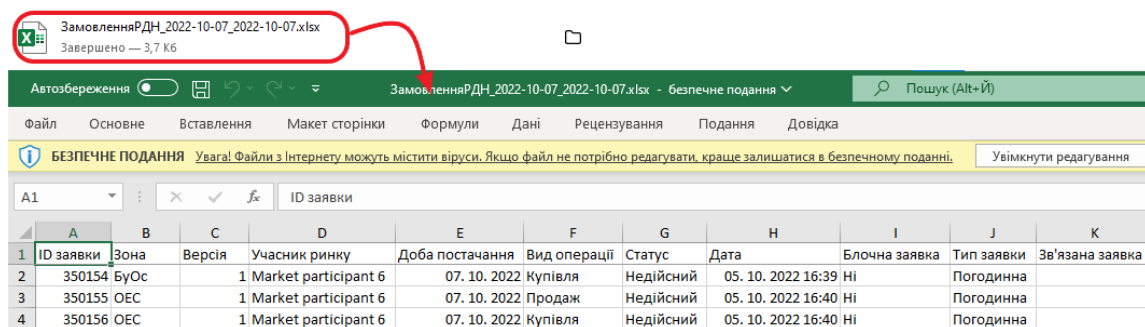 ЗамовленняРДН_2022-10-07_2022-10-07.xlsx
Завершено — 3,7 Кб
Автозбереження ЗамовленняРДН_2022-10-07_2022-10-07.xlsx - безпечне подання Пошук (Alt+Й)
Файл Основне Вставлення Макет сторінки Формули Дані Рецензування Подання Довідка
БЕЗПЕЧНЕ ПОДАННЯ Увага! Файли з Інтернету можуть містити віруси. Якщо файл не потрібно редагувати, краще залишатися в безпечному поданні. Увімкнути редагування
A1 fx ID заявки
A B C D E F G H I J K
1 ID заявки Зона Версія Учасник ринку Доба постачання Вид операції Статус Дата Блочна заявка Тип заявки Зв'язана заявка
2 350154 БуОс 1 Market participant 6 07. 10. 2022 Купівля Недійсний 05. 10. 2022 16:39 Ні Погодинна
3 350155 ОЕС 1 Market participant 6 07. 10. 2022 Продаж Недійсний 05. 10. 2022 16:40 Ні Погодинна
4 350156 ОЕС 1 Market participant 6 07. 10. 2022 Купівля Недійсний 05. 10. 2022 16:40 Ні Погодинна